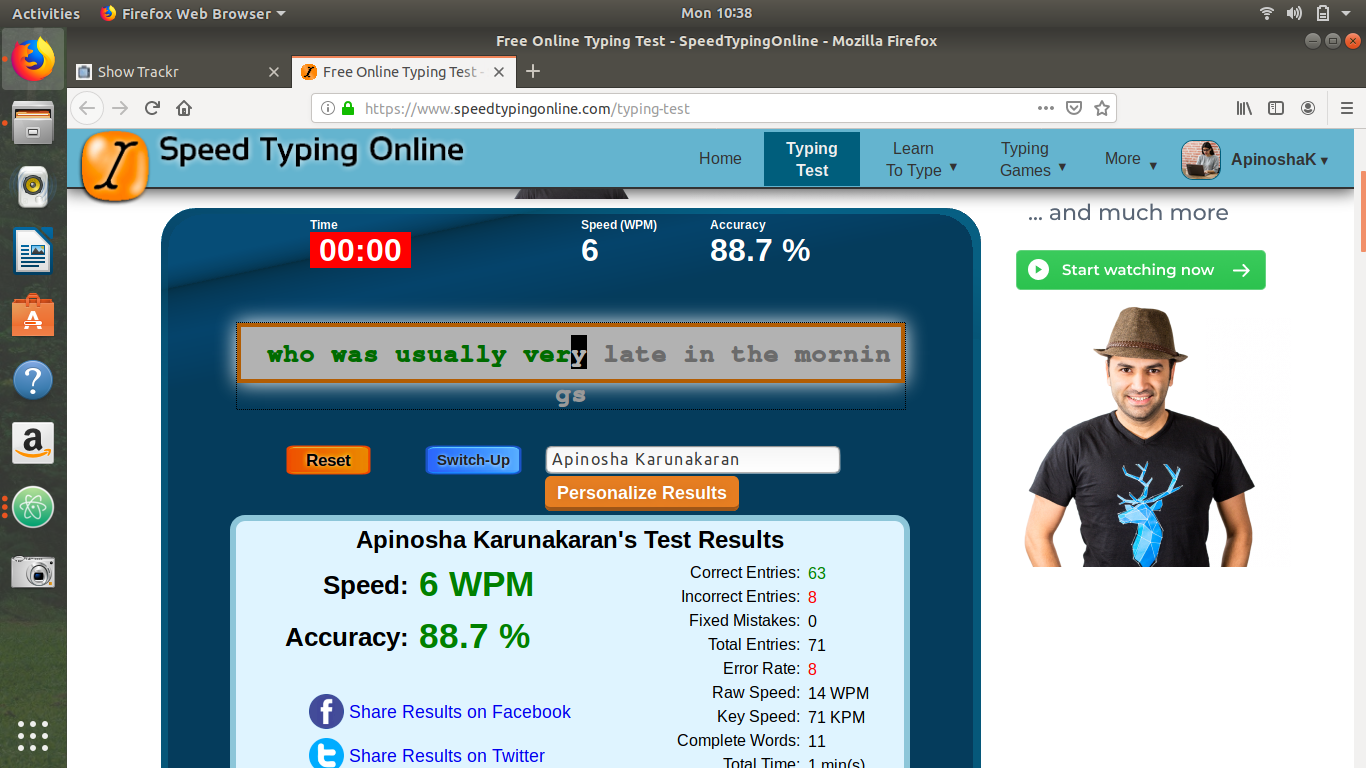 Activities Firefox Web Browser Mon 10:38
Free Online Typing Test - SpeedTypingOnline - Mozilla Firefox
Show Trackr Free Online Typing Test -
https://www.speedtypingonline.com/typing-test
Speed Typing Online
Home
Typing
Test
Learn
To Type
Typing
Games
More
ApinoshaK
... and much more
Start watching now
Time Speed (WPM) Accuracy
00:00 6 88.7 %
who was usually very late in the mornin
gs
Reset Switch-Up Apinosha Karunakaran
Personalize Results
Apinosha Karunakaran's Test Results
Speed: 6 WPM
Accuracy: 88.7 %
Share Results on Facebook
Share Results on Twitter
Correct Entries: 63
Incorrect Entries: 8
Fixed Mistakes: 0
Total Entries: 71
Error Rate: 8
Raw Speed: 14 WPM
Key Speed: 71 KPM
Complete Words: 11
Total Time: 1 min(s)